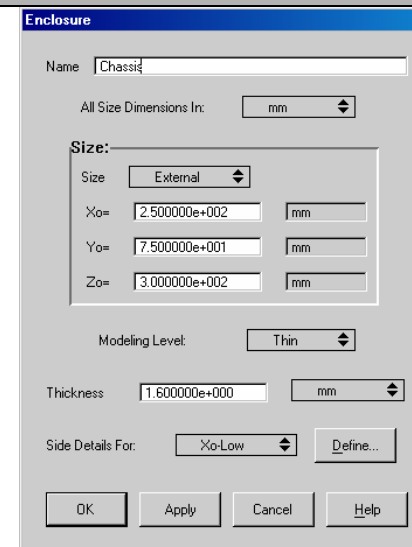 Enclosure
Name Chassis
All Size Dimensions In: mm
Size:
Size External
Xo= 2.500000e+002 mm
Yo= 7.500000e+001 mm
Zo= 3.000000e+002 mm
Modeling Level: Thin
Thickness 1.600000e+000 mm
Side Details For: Xo-Low Define...
OK Apply Cancel Help